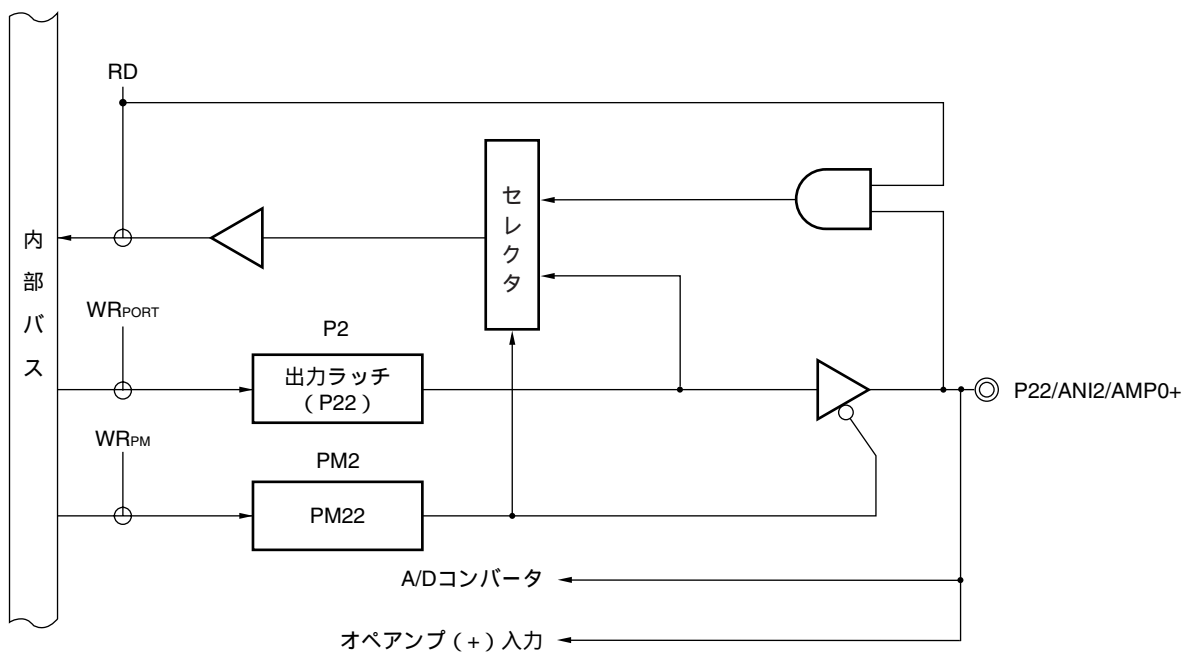 RD
セレクタ
内部バス
WRPORT
P2
出力ラッチ
(P22)
P22/ANI2/AMP0+
WRPM
PM2
PM22
A/Dコンバータ
オペアンプ(+)入力